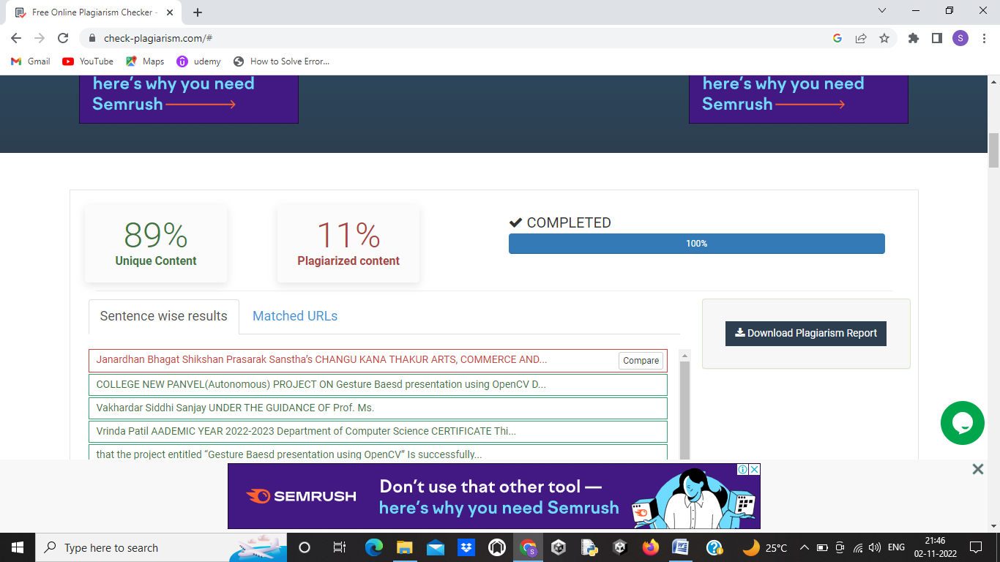 Free Online Plagiarism Checker -
check-plagiarism.com/#
S
Gmail
YouTube
Maps
udemy
How to Solve Error...
here's why you need
Semrush
here's why you need
Semrush
89%
Unique Content
11%
Plagiarized content
COMPLETED
100%
Sentence wise results
Matched URLs
Download Plagiarism Report
Janardhan Bhagat Shikshan Prasarak Sanstha's CHANGU KANA THAKUR ARTS, COMMERCE AND...
Compare
COLLEGE NEW PANVEL(Autonomous) PROJECT ON Gesture Baesd presentation using OpenCV D...
Vakhardar Siddhi Sanjay UNDER THE GUIDANCE OF Prof. Ms.
Vrinda Patil AADEMIC YEAR 2022-2023 Department of Computer Science CERTIFICATE Thi...
that the project entitled “Gesture Baesd presentation using OpenCV” Is successfully...
SEMRUSH
Don't use that other tool —
here's why you need Semrush
Type here to search
S
25°C
ENG
21:46
02-11-2022